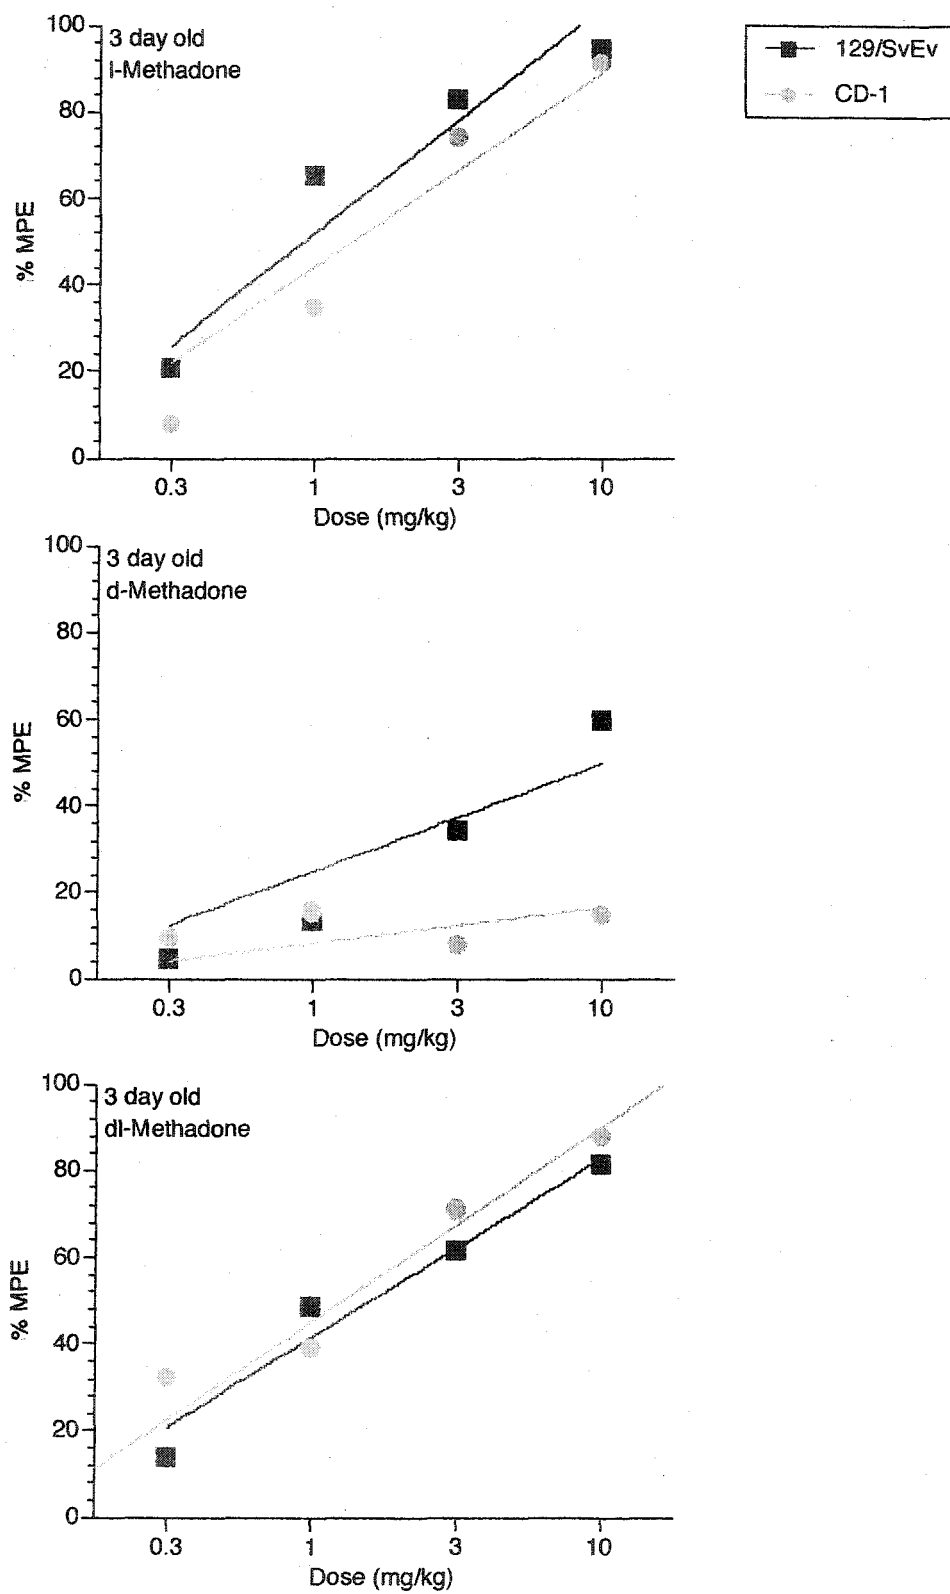 3 day old
l-Methadone
129/SvEv
CD-1
100
80
60
40
20
0
% MPE
0.3 1 3 10
Dose (mg/kg)
3 day old
d-Methadone
100
80
60
40
20
0
% MPE
0.3 1 3 10
Dose (mg/kg)
3 day old
dl-Methadone
100
80
60
40
20
0
% MPE
0.3 1 3 10
Dose (mg/kg)